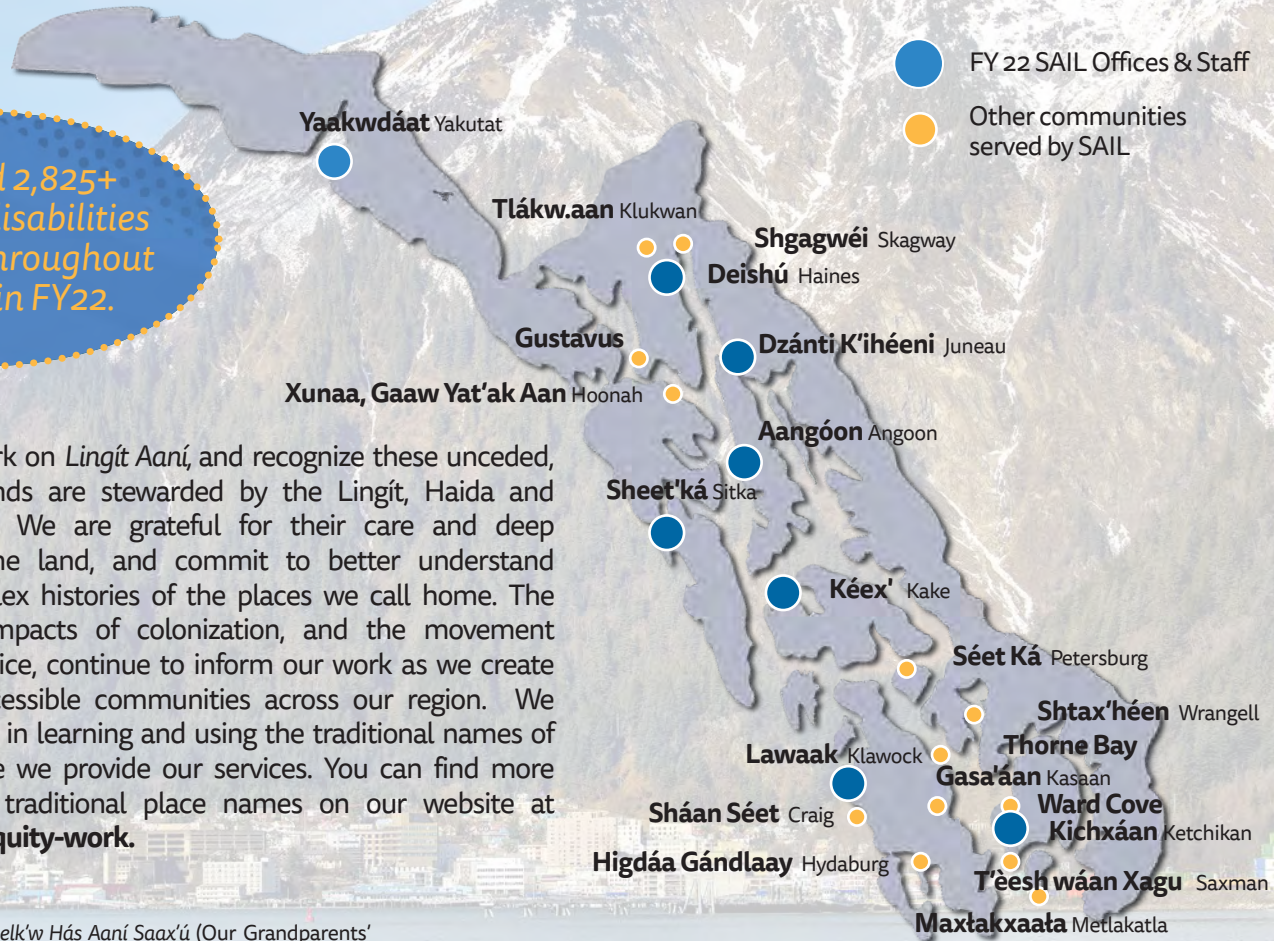 FY 22 SAIL Offices & Staff
Other communities
served by SAIL
2,825+
isabilities
hroughout
in FY22.
Yaakwdáat Yakutat
Tlákw.aan Klukwan
Shgagwéi Skagway
Deishú Haines
Gustavus
Dzánti K'ihéeni Juneau
Xunaa, Gaaw Yat'ak Aan Hoonah
Aangóon Angoon
Sheet'ká Sitka
Kéex' Kake
Séet Ká Petersburg
Shtax'héen Wrangell
Thorne Bay
Lawaak Klawock
Gasa'áan Kasaan
Sháan Séet Craig
Ward Cove
Kichxáan Ketchikan
Higdáa Gándlaay Hydaburg
T'èesh wáan Xagu Saxman
Maxłakxaała Metlakatla
rk on Lingít Aaní, and recognize these unceded,
nds are stewarded by the Lingít, Haida and
We are grateful for their care and deep
he land, and commit to better understand
lex histories of the places we call home. The
mpacts of colonization, and the movement
ice, continue to inform our work as we create
cessible communities across our region. We
in learning and using the traditional names of
e we provide our services. You can find more
traditional place names on our website at
quity-work.
elk'w Hás Aaní Saax'ú (Our Grandparents'